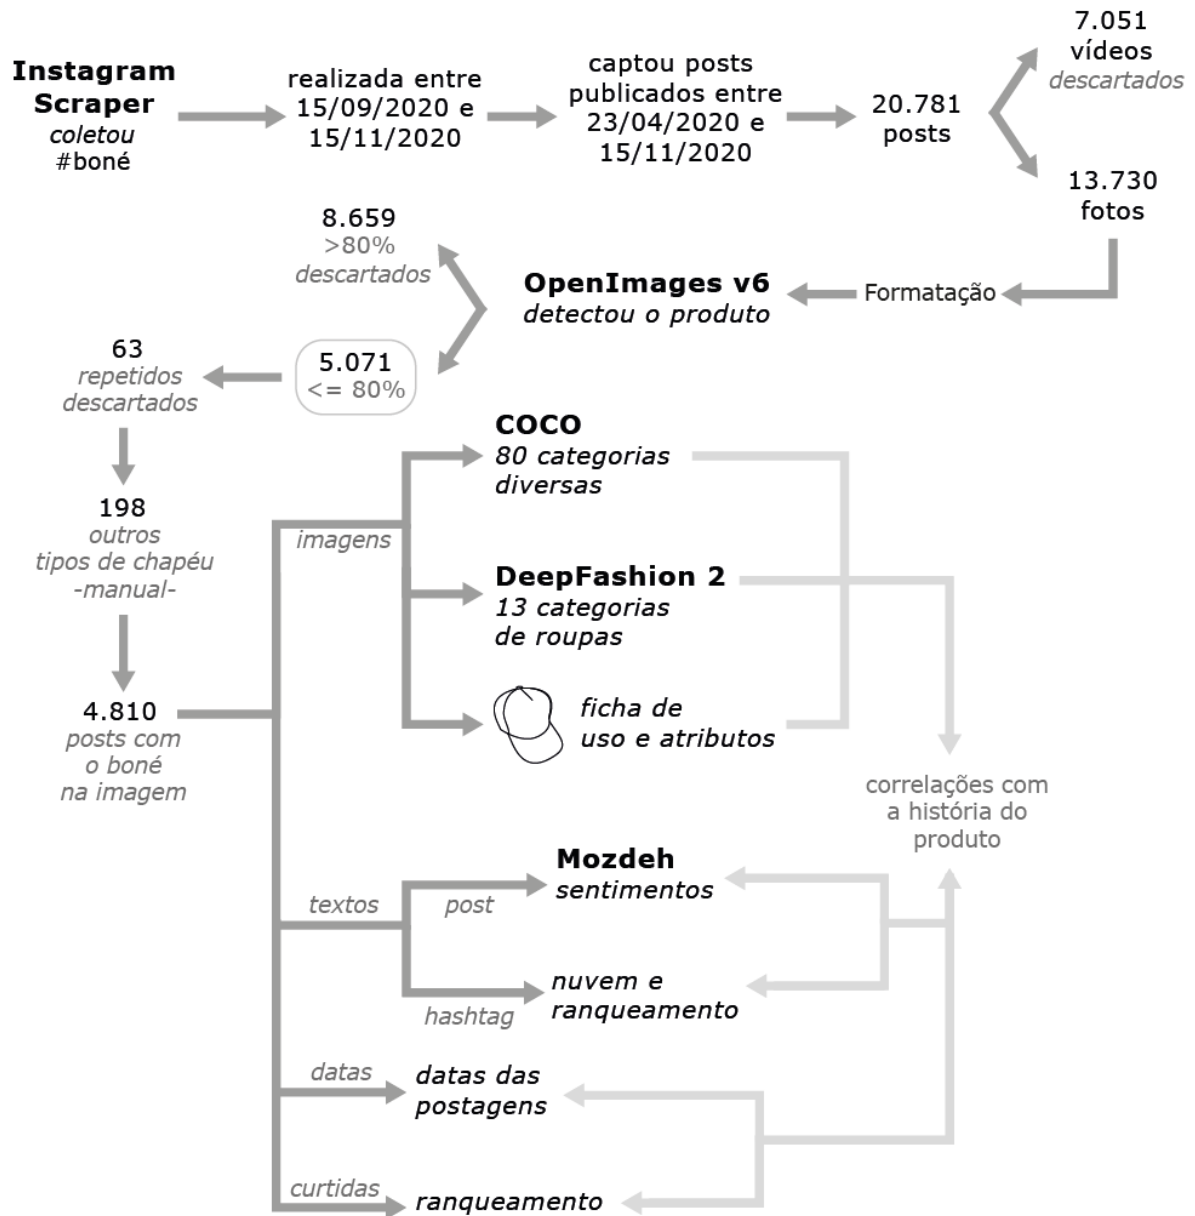 Instagram
Scraper
coletou
#boné
realizada entre
15/09/2020 e
15/11/2020
captou posts
publicados entre
23/04/2020 e
15/11/2020
20.781
posts
7.051
vídeos
descartados
13.730
fotos
Formatação
OpenImages v6
detectou o produto
8.659
>80%
descartados
5.071
<= 80%
63
repetidos
descartados
198
outros
tipos de chapéu
-manual-
4.810
posts com
o boné
na imagem
imagens
COCO
80 categorias
diversas
DeepFashion 2
13 categorias
de roupas
ficha de
uso e atributos
correlações com
a história do
produto
textos
post
Mozdeh
sentimentos
hashtag
nuvem e
ranqueamento
datas
datas das
postagens
curtidas
ranqueamento